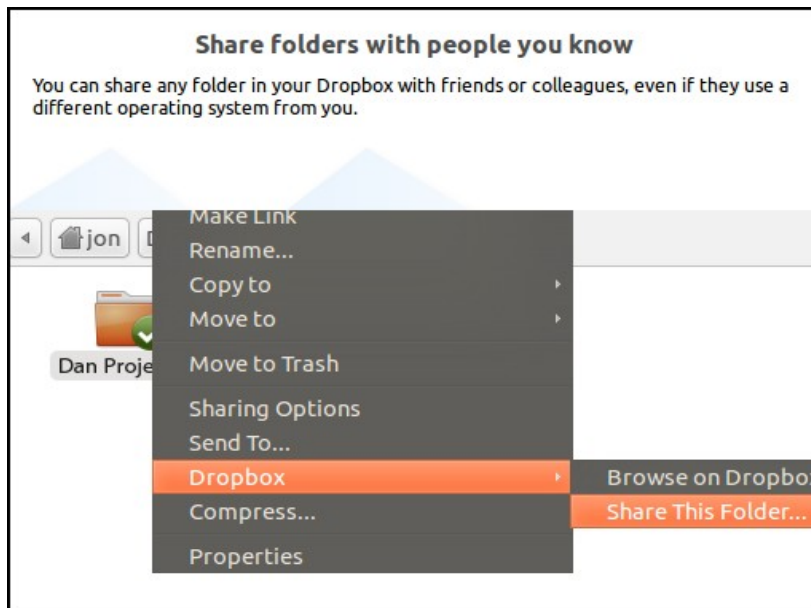 Share folders with people you know
You can share any folder in your Dropbox with friends or colleagues, even if they use a
different operating system from you.
Make Link
jon
Rename...
Copy to
Move to
Dan Proje
Move to Trash
Sharing Options
Send To...
Dropbox
Browse on Dropbox
Compress...
Share This Folder...
Properties